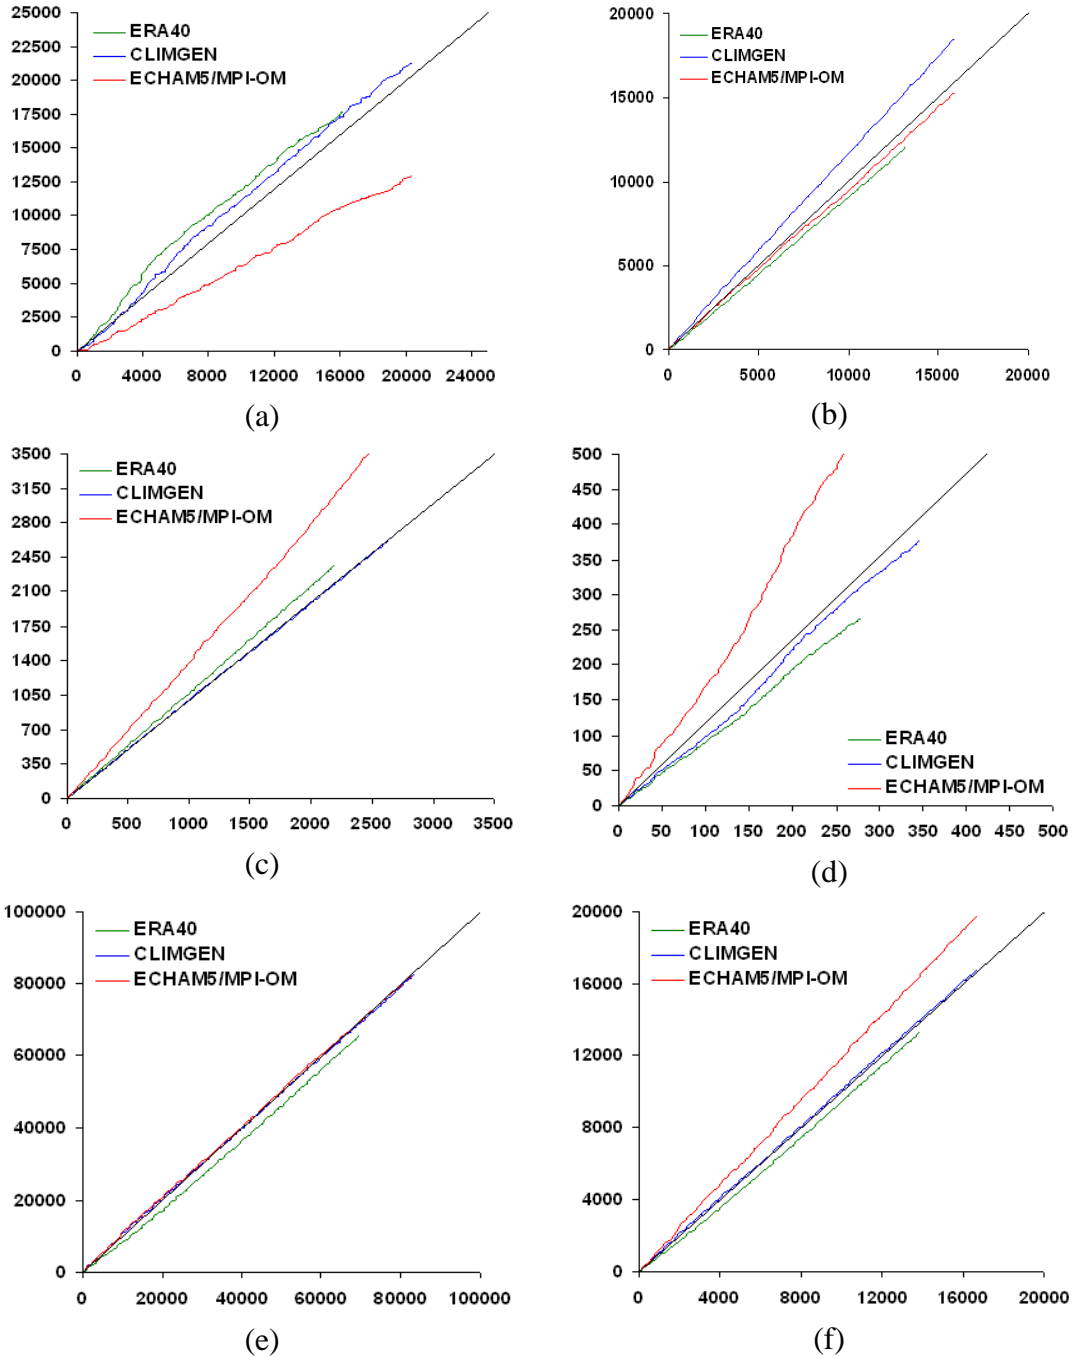 25000
22500
20000
17500
15000
12500
10000
7500
5000
2500
0
ERA40
CLIMGEN
ECHAM5/MPI-OM
0 4000 8000 12000 16000 20000 24000
(a)
20000
15000
10000
5000
0
ERA40
CLIMGEN
ECHAM5/MPI-OM
0 5000 10000 15000 20000
(b)
3500
3150
2800
2450
2100
1750
1400
1050
700
350
0
ERA40
CLIMGEN
ECHAM5/MPI-OM
0 500 1000 1500 2000 2500 3000 3500
(c)
500
450
400
350
300
250
200
150
100
50
0
ERA40
CLIMGEN
ECHAM5/MPI-OM
0 50 100 150 200 250 300 350 400 450 500
(d)
100000
80000
60000
40000
20000
0
ERA40
CLIMGEN
ECHAM5/MPI-OM
0 20000 40000 60000 80000 100000
(e)
20000
16000
12000
8000
4000
0
ERA40
CLIMGEN
ECHAM5/MPI-OM
0 4000 8000 12000 16000 20000
(f)